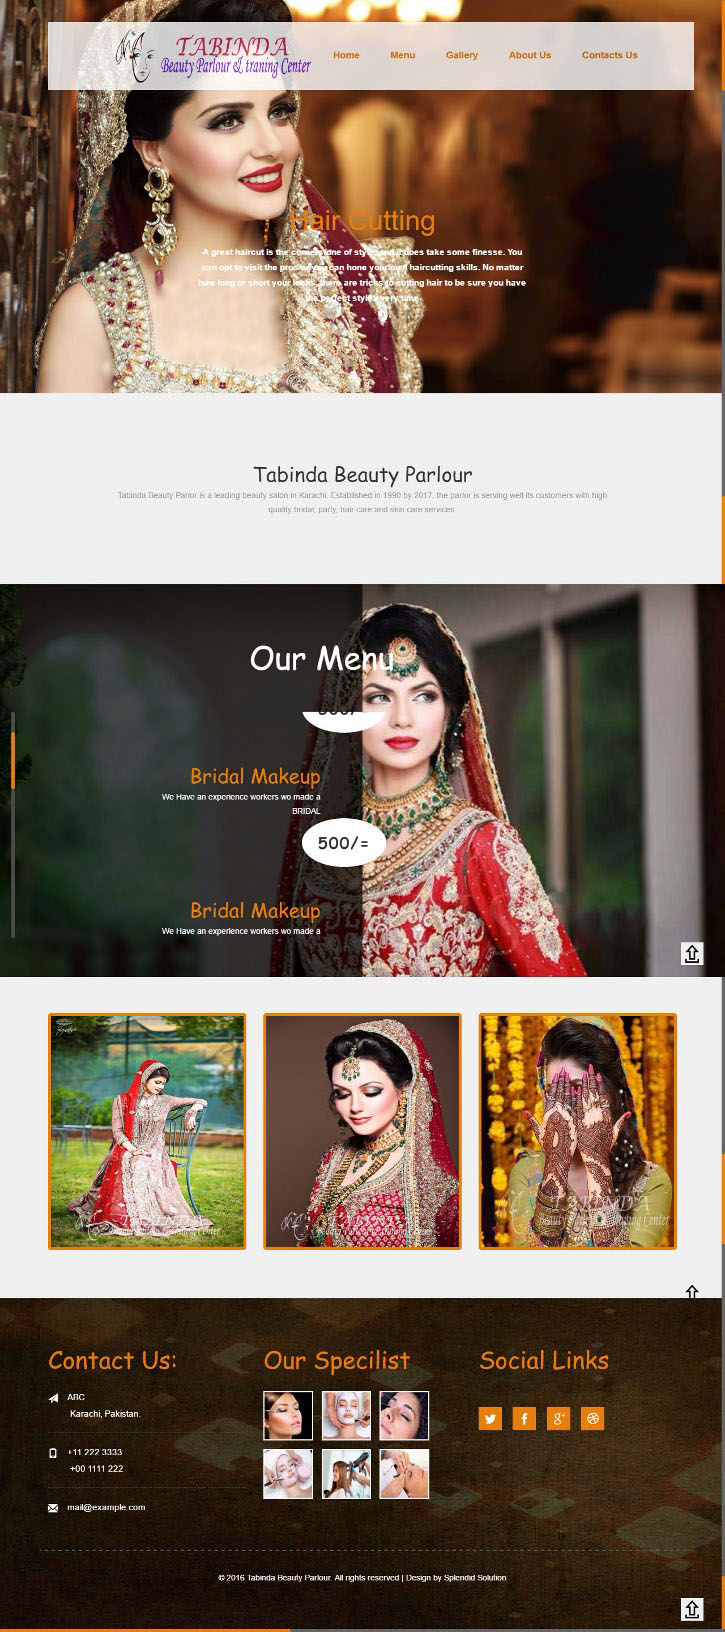 TABINDA
Beauty Parlour & traning Center
Home Menu Gallery About Us Contacts Us
Hair Cutting
A great haircut is the cornerstone of style and it does take some finesse. You
can opt to visit the pros or you can hone your own haircutting skills. No matter
how long or short your locks, there are tricks to cutting hair to be sure you have
the perfect style every time
Tabinda Beauty Parlour
Tabinda Beauty Parlor is a leading beauty salon in Karachi. Established in 1990 by 2017, the parlor is serving well its customers with high
quality bridal, party, hair care and skin care services
Our Menu
Bridal Makeup
We Have an experience workers wo made a
BRIDAL
500/=
Bridal Makeup
We Have an experience workers wo made a
TABINDA
TABINDA
TABINDA
Beauty Parlour & traning Center
Contact Us:
ABC
Karachi, Pakistan.
+11 222 3333
+00 1111 222
mail@example.com
Our Specilist
Social Links
© 2016 Tabinda Beauty Parlour. All rights reserved | Design by Splendid Solution